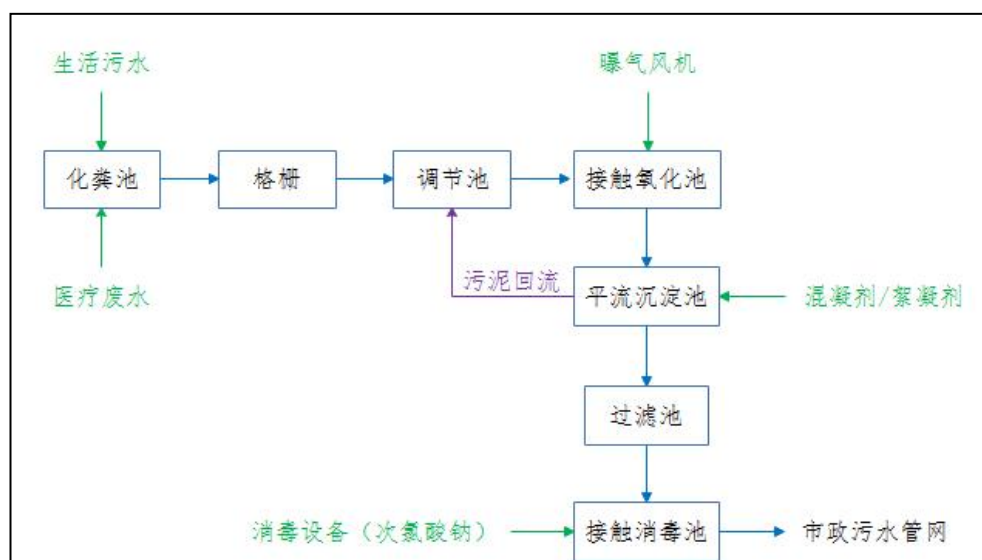 生活污水
曝气风机
化粪池
格栅
调节池
接触氧化池
医疗废水
污泥回流
平流沉淀池
混凝剂/絮凝剂
过滤池
消毒设备（次氯酸钠）
接触消毒池
市政污水管网